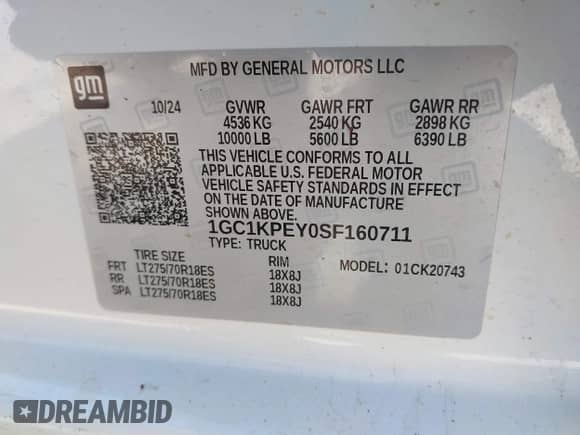 gm
MFD BY GENERAL MOTORS LLC
10/24 GVWR GAWR FRT GAWR RR
4536 KG 2540 KG 2898 KG
10000 LB 5600 LB 6390 LB
THIS VEHICLE CONFORMS TO ALL
APPLICABLE U.S. FEDERAL MOTOR
VEHICLE SAFETY STANDARDS IN EFFECT
ON THE DATE OF MANUFACTURE
SHOWN ABOVE.
1GC1KPEY0SF160711
TYPE: TRUCK
TIRE SIZE RIM MODEL: 01CK20743
FRT LT275/70R18ES 18X8J
RR LT275/70R18ES 18X8J
SPA LT275/70R18ES 18X8J
DREAMBID